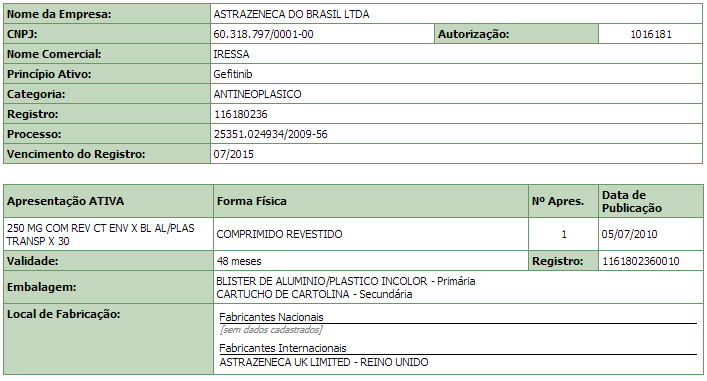 Nome da Empresa: ASTRAZENECA DO BRASIL LTDA
CNPJ: 60.318.797/0001-00 Autorização: 1016181
Nome Comercial: IRESSA
Princípio Ativo: Gefitinib
Categoria: ANTINEOPLASICO
Registro: 116180236
Processo: 25351.024934/2009-56
Vencimento do Registro: 07/2015
Apresentação ATIVA Forma Física Nº Apres. Data de
Publicação
250 MG COM REV CT ENV X BL AL/PLAS
TRANSP X 30 COMPRIMIDO REVESTIDO 1 05/07/2010
Validade: 48 meses Registro: 1161802360010
Embalagem: BLISTER DE ALUMINIO/PLASTICO INCOLOR - Primária
CARTUCHO DE CARTOLINA - Secundária
Local de Fabricação: Fabricantes Nacionais
[sem dados cadastrados]
Fabricantes Internacionais
ASTRAZENECA UK LIMITED - REINO UNIDO